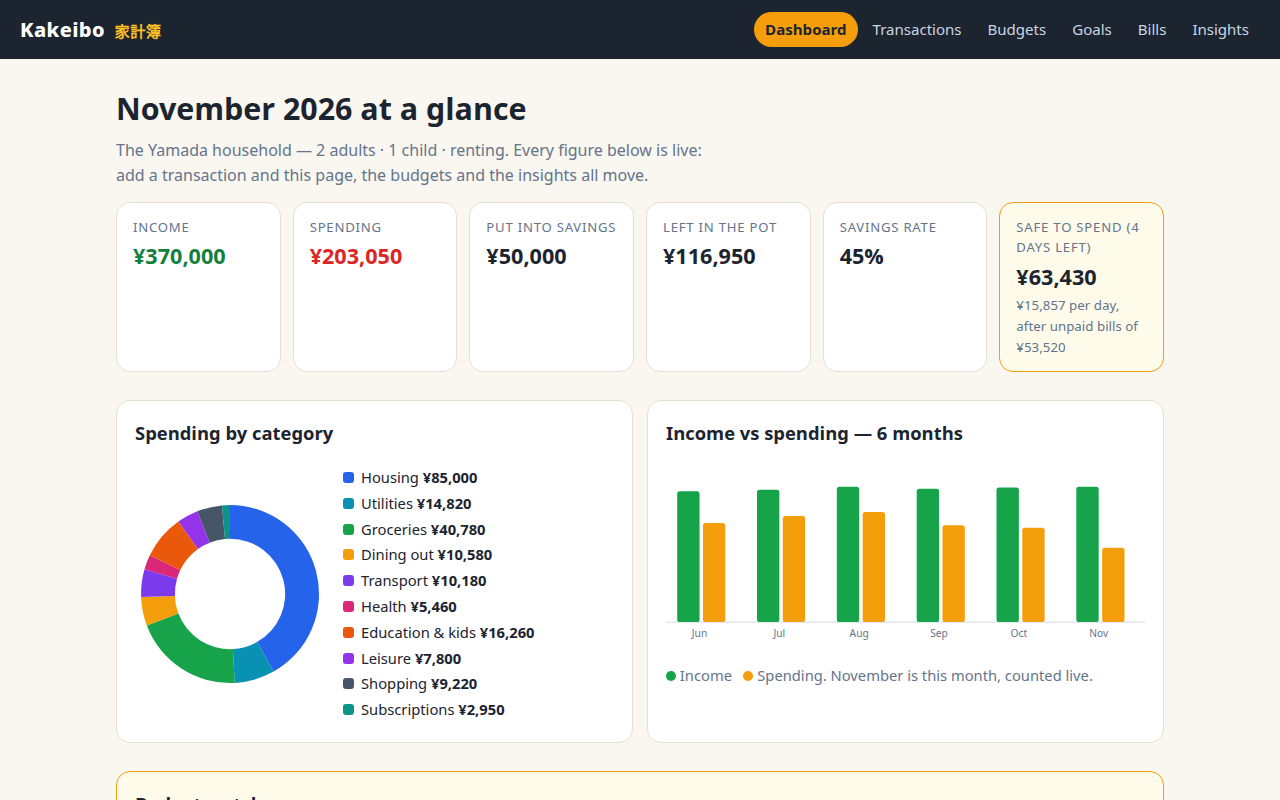 Kakeibo 家計簿
Dashboard Transactions Budgets Goals Bills Insights
November 2026 at a glance
The Yamada household — 2 adults · 1 child · renting. Every figure below is live:
add a transaction and this page, the budgets and the insights all move.
INCOME
¥370,000
SPENDING
¥203,050
PUT INTO SAVINGS
¥50,000
LEFT IN THE POT
¥116,950
SAVINGS RATE
45%
SAFE TO SPEND (4
DAYS LEFT)
¥63,430
¥15,857 per day,
after unpaid bills of
¥53,520
Spending by category
Housing ¥85,000
Utilities ¥14,820
Groceries ¥40,780
Dining out ¥10,580
Transport ¥10,180
Health ¥5,460
Education & kids ¥16,260
Leisure ¥7,800
Shopping ¥9,220
Subscriptions ¥2,950
Income vs spending — 6 months
Jun Jul Aug Sep Oct Nov
Income Spending. November is this month, counted live.